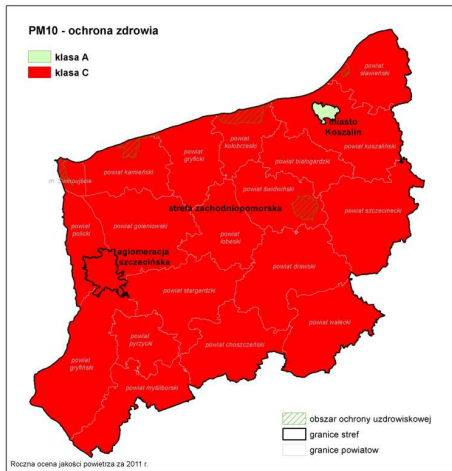 PM10 - ochrona zdrowia
klasa A
klasa C
powiat sławieński
miasto
Koszalin
powiat koszaliński
powiat kołobrzeski
powiat gryficki
powiat białogardzki
powiat kamieński
m. Świnoujście
powiat świdwiński
strefa zachodniopomorska
powiat szczecinecki
powiat policki
powiat goleniowski
powiat łobeski
aglomeracja
szczecińska
powiat drawski
powiat stargardzki
powiat wałecki
powiat pyrzycki
powiat choszczeński
powiat gryfiński
powiat myśliborski
obszar ochrony uzdrowiskowej
granice stref
granice powiatow
Roczna ocena jakości powietrza za 2011 r.